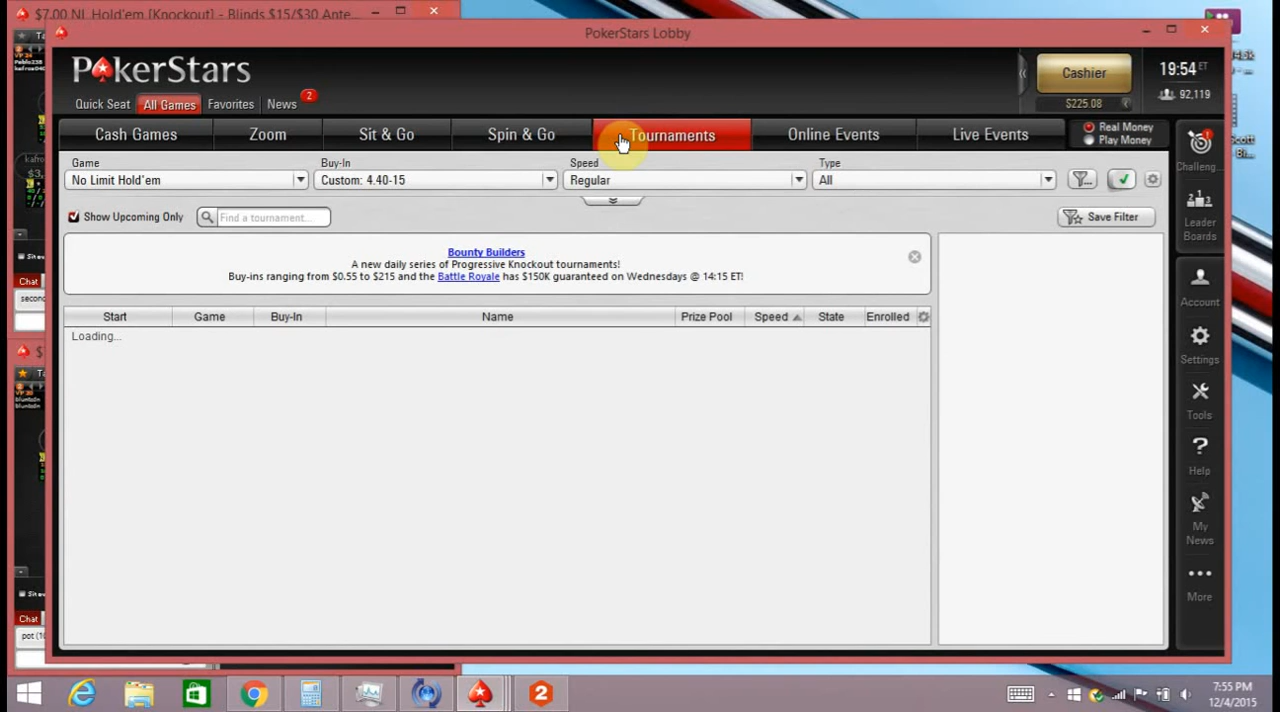 $7.00 NL Hold'em [Knockout] - Blinds $15/$30 Ante...
PokerStars Lobby
PokerStars
Cashier
19:54 ET
$225.08
92,119
Quick Seat
All Games
Favorites
News
2
Cash Games
Zoom
Sit & Go
Spin & Go
Tournaments
Online Events
Live Events
Real Money
Play Money
Game
Buy-In
Speed
Type
No Limit Hold'em
Custom: 4.40-15
Regular
All
Show Upcoming Only
Find a tournament...
Save Filter
Bounty Builders
A new daily series of Progressive Knockout tournaments!
Buy-ins ranging from $0.55 to $215 and the Battle Royale has $150K guaranteed on Wednesdays @ 14:15 ET!
Start
Game
Buy-In
Name
Prize Pool
Speed
State
Enrolled
Loading...
Challeng...
Leader
Boards
Account
Settings
Tools
Help
My
News
More
Chat
Chat
2
7:55 PM
12/4/2015